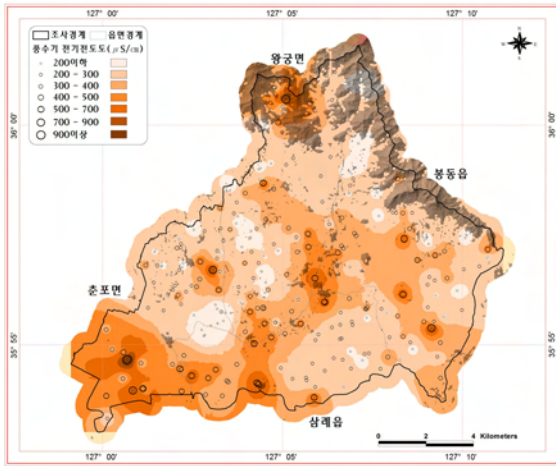 127° 00' 127° 05' 127° 10'
조사경계 읍면경계
풍수기 전기전도도(μS/㎝)
200이하
200 - 300
300 - 400
400 - 500
500 - 700
700 - 900
900이상
왕궁면
N
36° 00' 36° 00'
봉동읍
춘포면
35° 55' 35° 55'
삼례읍
0 2 4 Kilometers
127° 00' 127° 05' 127° 10'